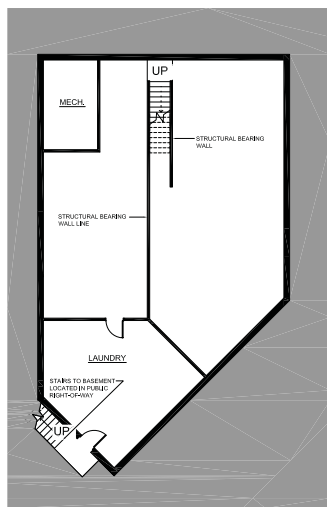 UP
MECH.
STRUCTURAL BEARING
WALL
STRUCTURAL BEARING
WALL LINE
LAUNDRY
STAIRS TO BASEMENT
LOCATED IN PUBLIC
RIGHT-OF-WAY
UP